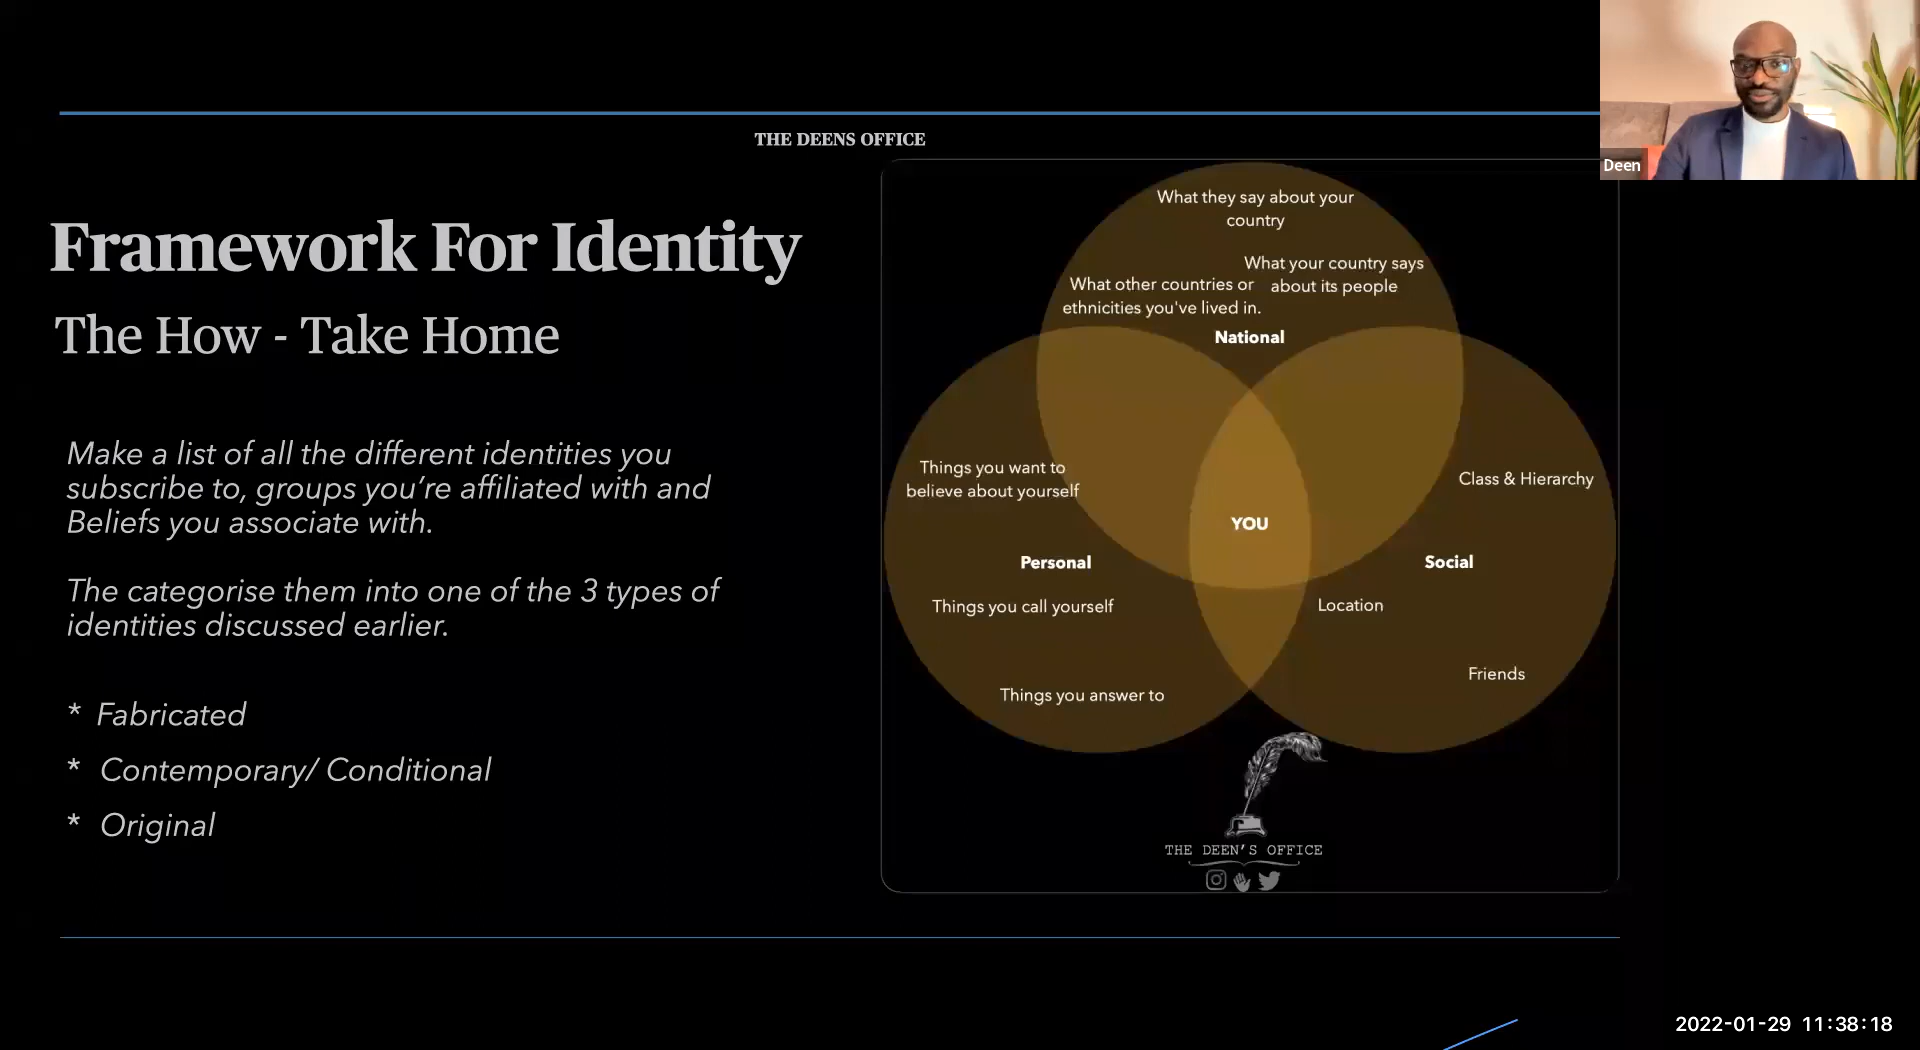 THE DEENS OFFICE
Framework For Identity
The How - Take Home
Make a list of all the different identities you
subscribe to, groups you’re affiliated with and
Beliefs you associate with.
The categorise them into one of the 3 types of
identities discussed earlier.
* Fabricated
* Contemporary/ Conditional
* Original
What they say about your
country
What your country says
about its people
What other countries or
ethnicities you've lived in.
National
Things you want to
believe about yourself
Personal
Things you call yourself
Things you answer to
YOU
Class & Hierarchy
Social
Location
Friends
THE DEEN'S OFFICE
Deen
2022-01-29 11:38:18